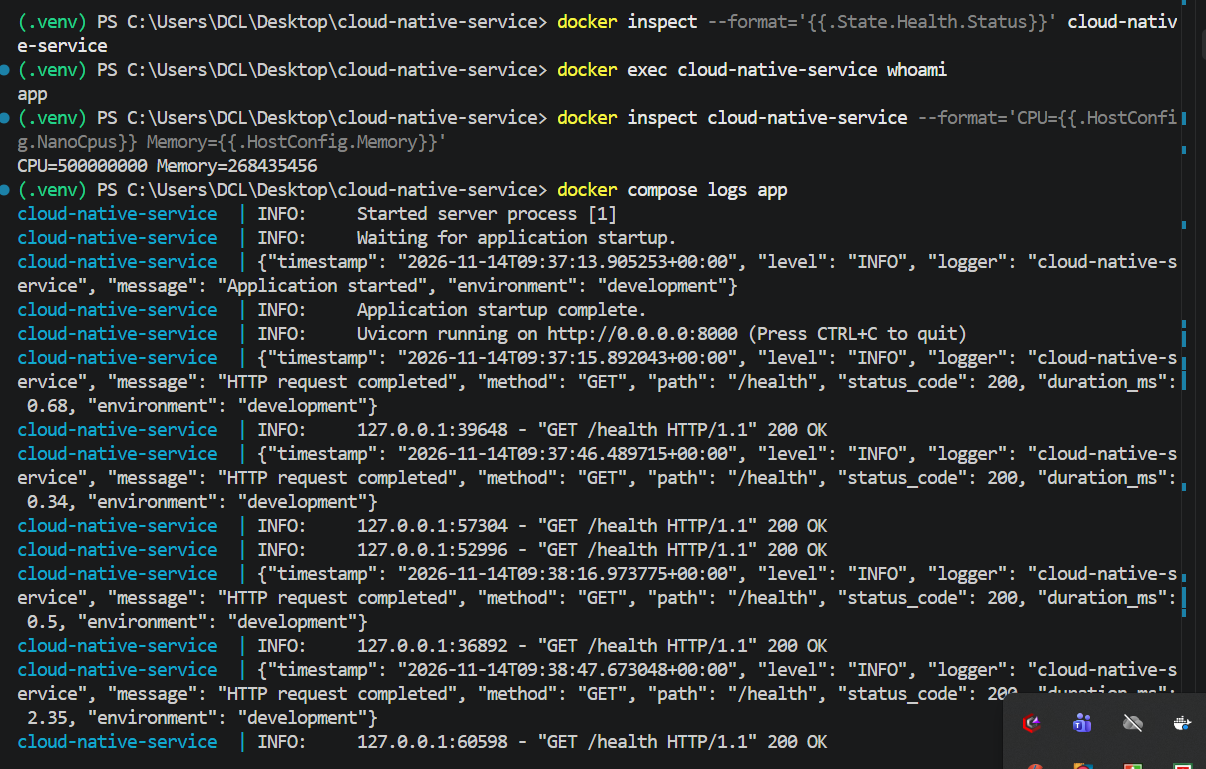 (.venv) PS C:\Users\DCL\Desktop\cloud-native-service> docker inspect --format='{{.State.Health.Status}}' cloud-nativ
e-service
(.venv) PS C:\Users\DCL\Desktop\cloud-native-service> docker exec cloud-native-service whoami
app
(.venv) PS C:\Users\DCL\Desktop\cloud-native-service> docker inspect cloud-native-service --format='CPU={{.HostConfi
g.NanoCpus}} Memory={{.HostConfig.Memory}}'
CPU=500000000 Memory=268435456
(.venv) PS C:\Users\DCL\Desktop\cloud-native-service> docker compose logs app
cloud-native-service  | INFO:     Started server process [1]
cloud-native-service  | INFO:     Waiting for application startup.
cloud-native-service  | {"timestamp": "2026-11-14T09:37:13.905253+00:00", "level": "INFO", "logger": "cloud-native-s
ervice", "message": "Application started", "environment": "development"}
cloud-native-service  | INFO:     Application startup complete.
cloud-native-service  | INFO:     Uvicorn running on http://0.0.0.0:8000 (Press CTRL+C to quit)
cloud-native-service  | {"timestamp": "2026-11-14T09:37:15.892043+00:00", "level": "INFO", "logger": "cloud-native-s
ervice", "message": "HTTP request completed", "method": "GET", "path": "/health", "status_code": 200, "duration_ms":
 0.68, "environment": "development"}
cloud-native-service  | INFO:     127.0.0.1:39648 - "GET /health HTTP/1.1" 200 OK
cloud-native-service  | {"timestamp": "2026-11-14T09:37:46.489715+00:00", "level": "INFO", "logger": "cloud-native-s
ervice", "message": "HTTP request completed", "method": "GET", "path": "/health", "status_code": 200, "duration_ms":
 0.34, "environment": "development"}
cloud-native-service  | INFO:     127.0.0.1:57304 - "GET /health HTTP/1.1" 200 OK
cloud-native-service  | INFO:     127.0.0.1:52996 - "GET /health HTTP/1.1" 200 OK
cloud-native-service  | {"timestamp": "2026-11-14T09:38:16.973775+00:00", "level": "INFO", "logger": "cloud-native-s
ervice", "message": "HTTP request completed", "method": "GET", "path": "/health", "status_code": 200, "duration_ms":
 0.5, "environment": "development"}
cloud-native-service  | INFO:     127.0.0.1:36892 - "GET /health HTTP/1.1" 200 OK
cloud-native-service  | {"timestamp": "2026-11-14T09:38:47.673048+00:00", "level": "INFO", "logger": "cloud-native-s
ervice", "message": "HTTP request completed", "method": "GET", "path": "/health", "status_code": 200, "duration_ms":
 2.35, "environment": "development"}
cloud-native-service  | INFO:     127.0.0.1:60598 - "GET /health HTTP/1.1" 200 OK